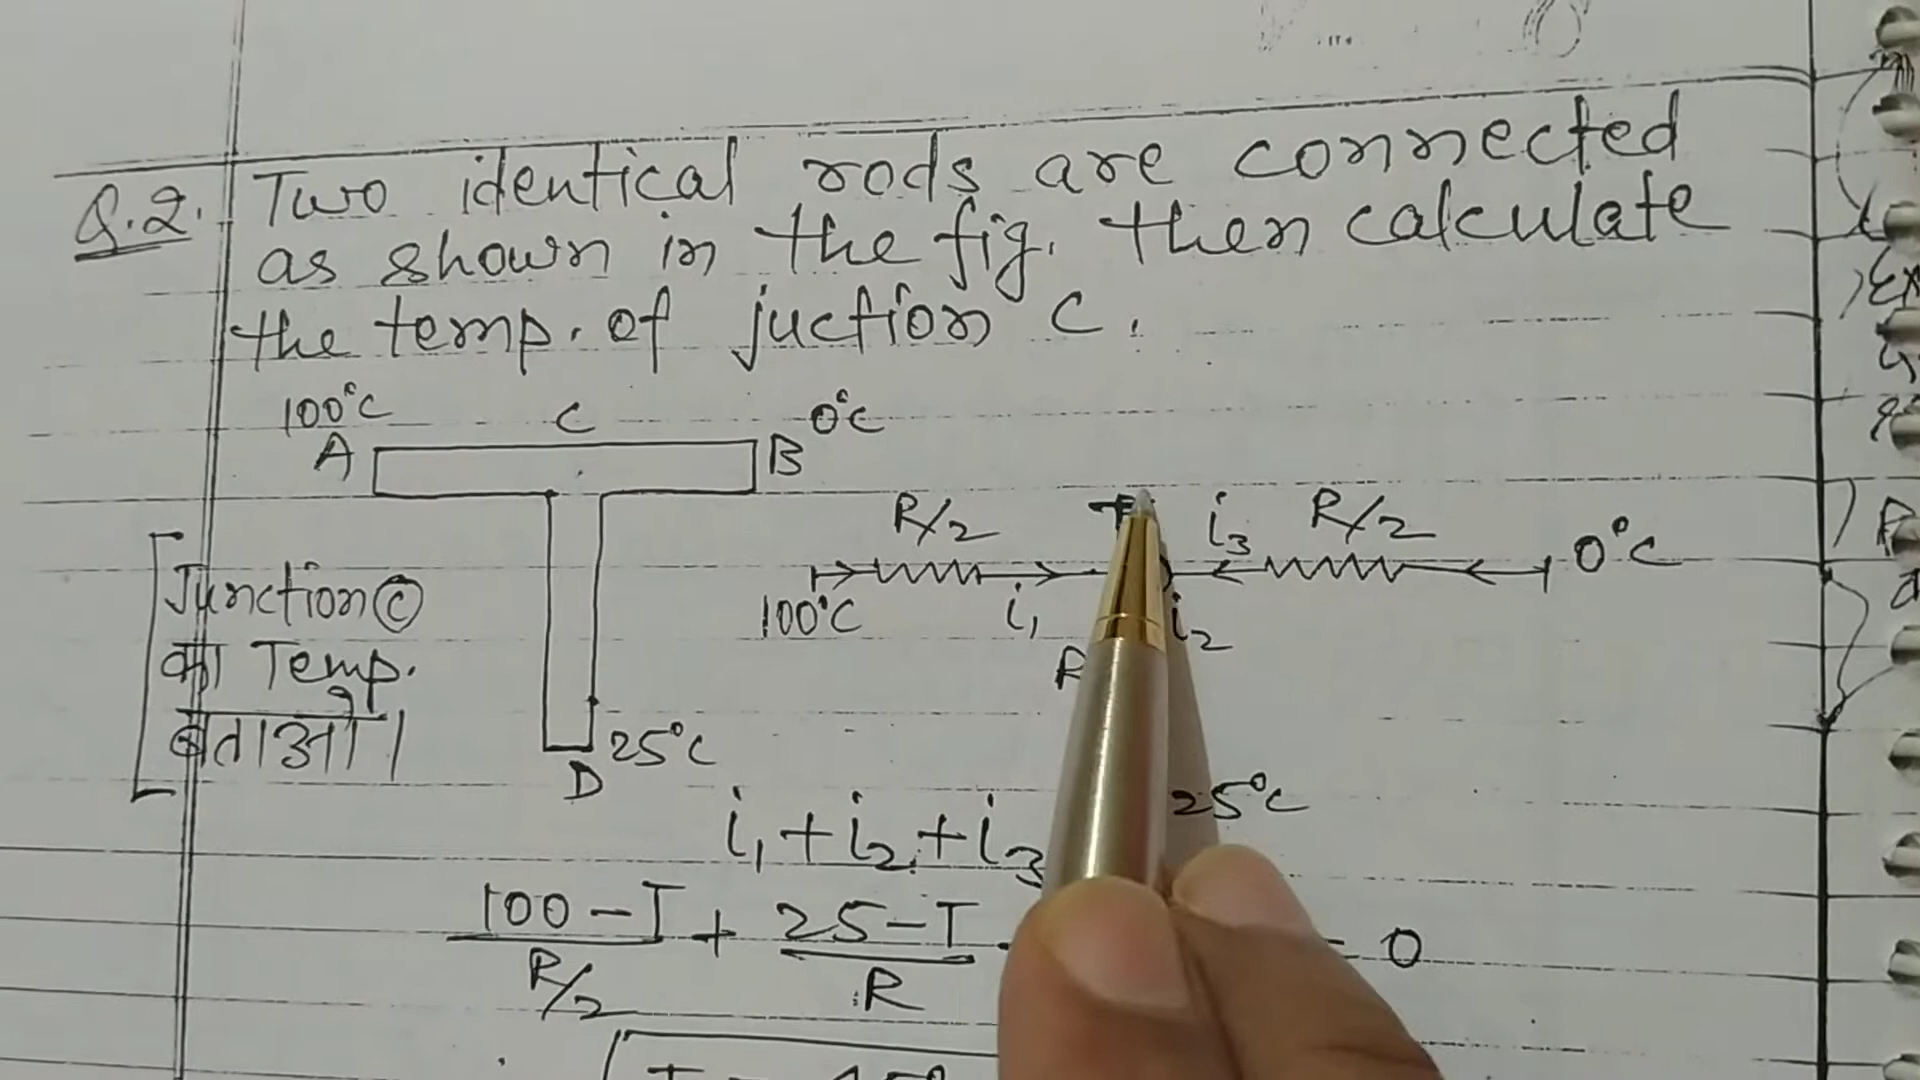 Q.2. Two identical rods are connected
as shown in the fig. then calculate
the temp. of juction C.
100°C C 0°C
A B
R/2 T i3 R/2
0°C
100°C i1 i2
R
Junction Ⓒ
का Temp.
बताओ।
25°C
D
25°C
i1 + i2 + i3
100 - T + 25 - T = 0
R/2 R